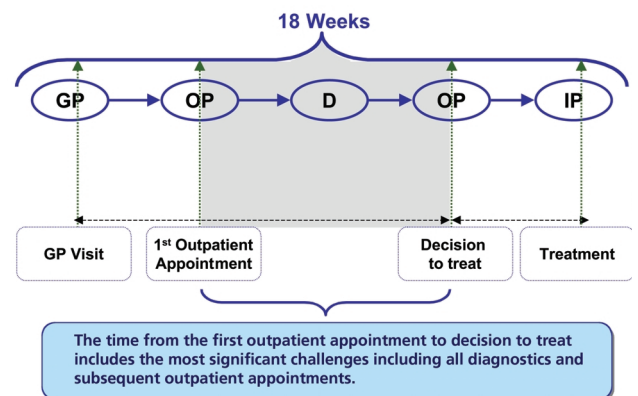 18 Weeks
GP OP D OP IP
GP Visit
1st Outpatient
Appointment
Decision
to treat
Treatment
The time from the first outpatient appointment to decision to treat
includes the most significant challenges including all diagnostics and
subsequent outpatient appointments.